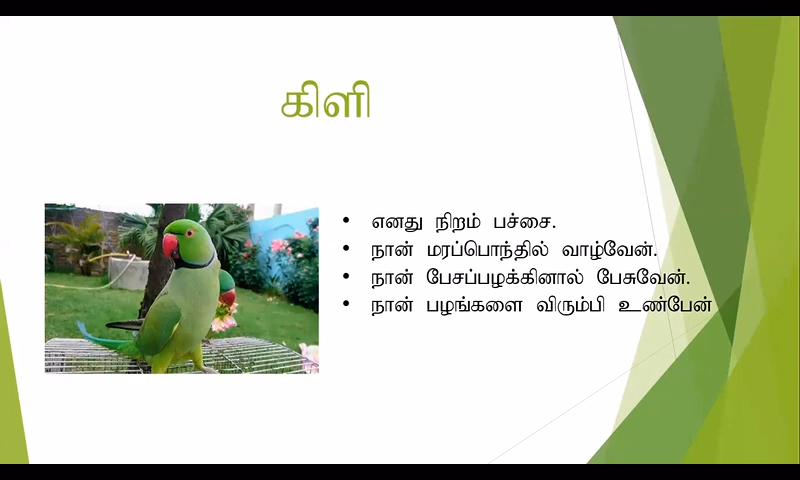 கிளி
• எனது நிறம் பச்சை.
• நான் மரப்பொந்தில் வாழ்வேன்.
• நான் பேசப்பழக்கினால் பேசுவேன்.
• நான் பழங்களை விரும்பி உண்பேன்